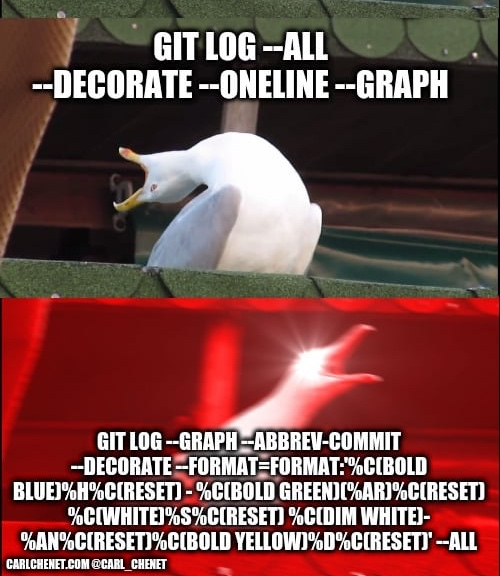 GIT LOG --ALL
--DECORATE --ONELINE --GRAPH
GIT LOG --GRAPH --ABBREV-COMMIT
--DECORATE --FORMAT=FORMAT:'%C(BOLD
BLUE)%H%C(RESET) - %C(BOLD GREEN)(%AR)%C(RESET)
%C(WHITE)%S%C(RESET) %C(DIM WHITE)-
%AN%C(RESET)%C(BOLD YELLOW)%D%C(RESET)' --ALL
CARLCHENET.COM @CARL_CHENET